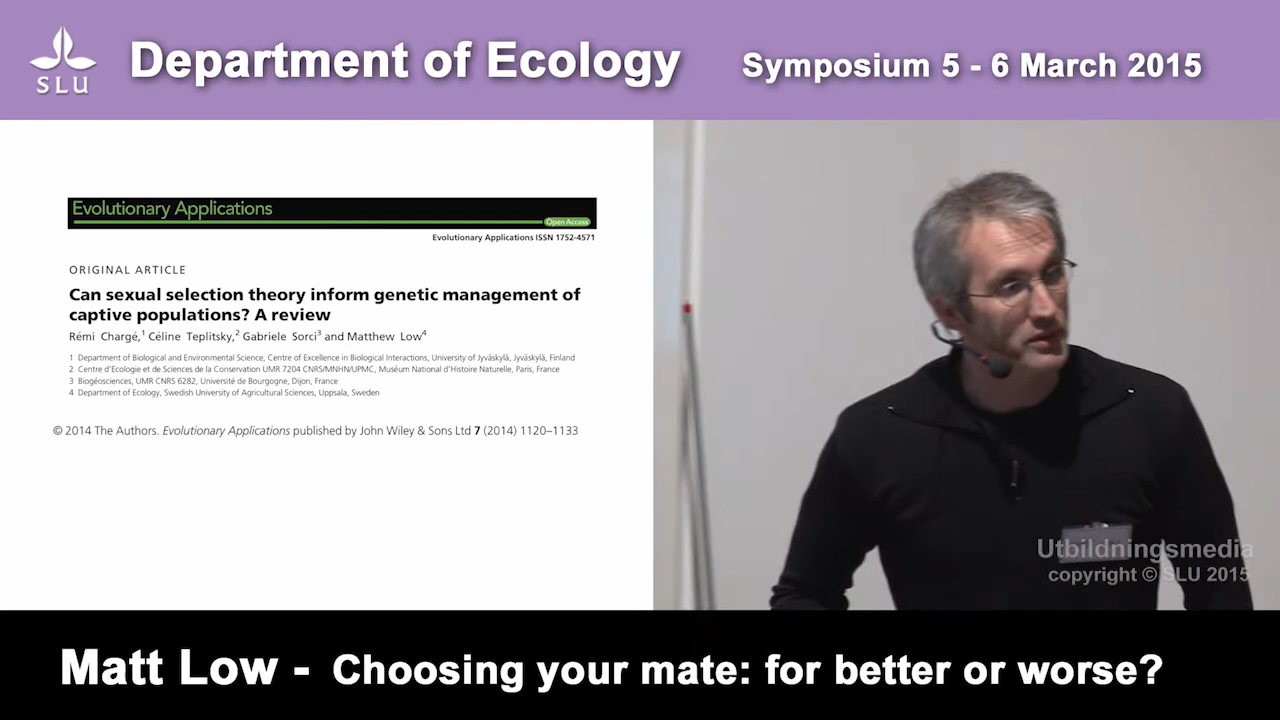 SLU
Department of Ecology
Symposium 5 - 6 March 2015
Evolutionary Applications
Open Access
Evolutionary Applications ISSN 1752-4571
ORIGINAL ARTICLE
Can sexual selection theory inform genetic management of
captive populations? A review
Rémi Chargé,1 Céline Teplitsky,2 Gabriele Sorci3 and Matthew Low4
1 Department of Biological and Environmental Science, Centre of Excellence in Biological Interactions, University of Jyväskylä, Jyväskylä, Finland
2 Centre d'Ecologie et de Sciences de la Conservation UMR 7204 CNRS/MNHN/UPMC, Muséum National d'Histoire Naturelle, Paris, France
3 Biogéosciences, UMR CNRS 6282, Université de Bourgogne, Dijon, France
4 Department of Ecology, Swedish University of Agricultural Sciences, Uppsala, Sweden
© 2014 The Authors. Evolutionary Applications published by John Wiley & Sons Ltd 7 (2014) 1120–1133
Utbildningsmedia
copyright © SLU 2015
Matt Low - Choosing your mate: for better or worse?